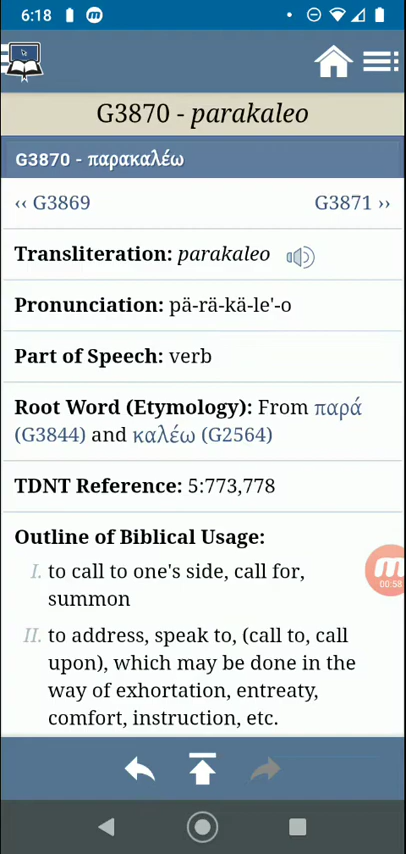 6:18
G3870 - parakaleo
G3870 - παρακαλέω
‹‹ G3869
G3871 ››
Transliteration: parakaleo
Pronunciation: pä-rä-kä-le'-o
Part of Speech: verb
Root Word (Etymology): From παρά
(G3844) and καλέω (G2564)
TDNT Reference: 5:773,778
Outline of Biblical Usage:
I. to call to one's side, call for,
summon
II. to address, speak to, (call to, call
upon), which may be done in the
way of exhortation, entreaty,
comfort, instruction, etc.
00:58